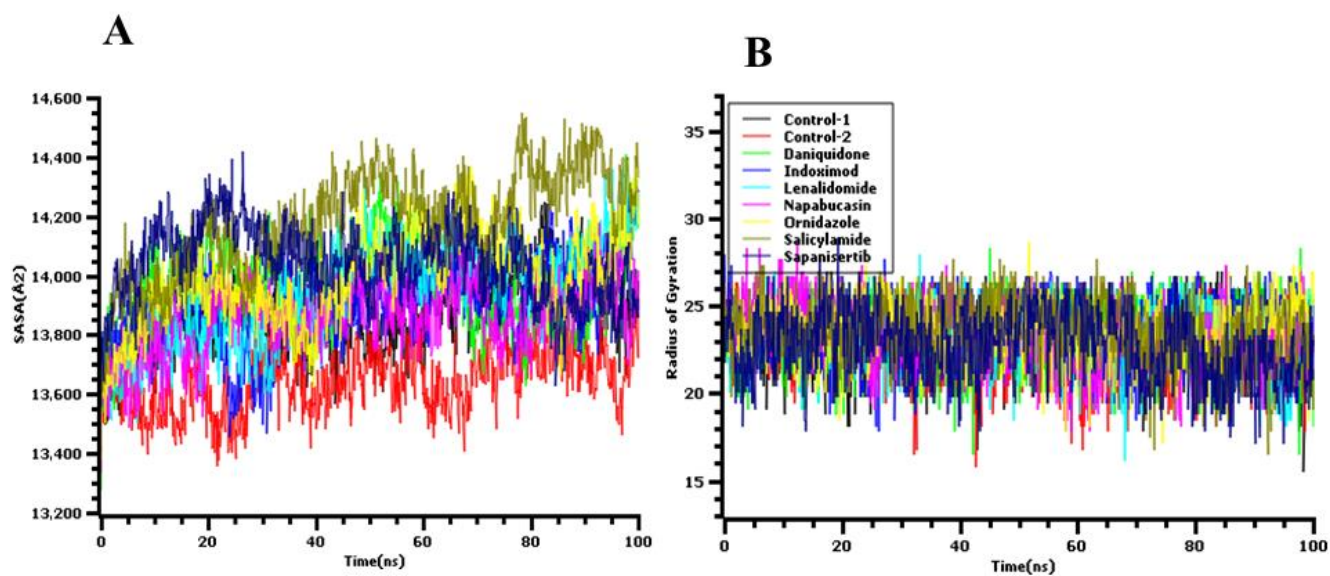 A
B
14,600
14,400
14,200
14,000
13,800
13,600
13,400
13,200
SASA(Å2)
0 20 40 60 80 100
Time(ns)
35
30
25
20
15
Radius of Gyration
Control-1
Control-2
Daniquidone
Indoximod
Lenalidomide
Napabucasin
Ornidazole
Salicylamide
Sapanisertib
0 20 40 60 80 100
Time(ns)